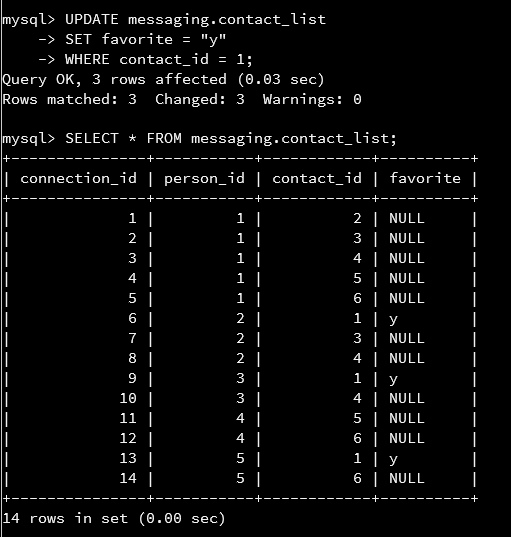 mysql> UPDATE messaging.contact_list
    -> SET favorite = "y"
    -> WHERE contact_id = 1;
Query OK, 3 rows affected (0.03 sec)
Rows matched: 3  Changed: 3  Warnings: 0

mysql> SELECT * FROM messaging.contact_list;
+---------------+-----------+------------+----------+
| connection_id | person_id | contact_id | favorite |
+---------------+-----------+------------+----------+
|             1 |         1 |          2 | NULL     |
|             2 |         1 |          3 | NULL     |
|             3 |         1 |          4 | NULL     |
|             4 |         1 |          5 | NULL     |
|             5 |         1 |          6 | NULL     |
|             6 |         2 |          1 | y        |
|             7 |         2 |          3 | NULL     |
|             8 |         2 |          4 | NULL     |
|             9 |         3 |          1 | y        |
|            10 |         3 |          4 | NULL     |
|            11 |         4 |          5 | NULL     |
|            12 |         4 |          6 | NULL     |
|            13 |         5 |          1 | y        |
|            14 |         5 |          6 | NULL     |
+---------------+-----------+------------+----------+
14 rows in set (0.00 sec)